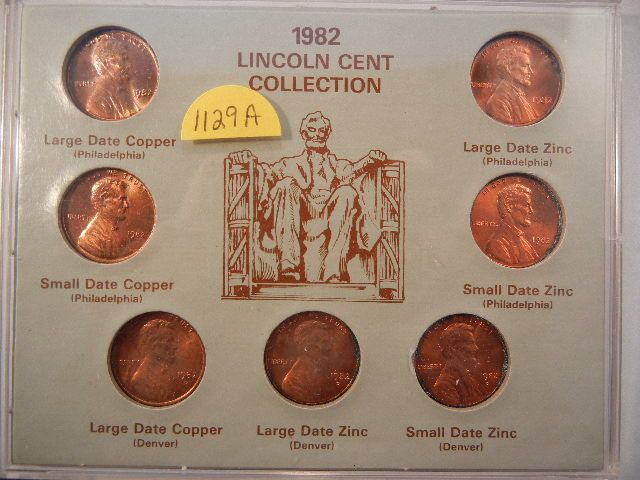 1982
LINCOLN CENT
COLLECTION
1129A
Large Date Copper
(Philadelphia)
Large Date Zinc
(Philadelphia)
Small Date Copper
(Philadelphia)
Small Date Zinc
(Philadelphia)
Large Date Copper
(Denver)
Large Date Zinc
(Denver)
Small Date Zinc
(Denver)